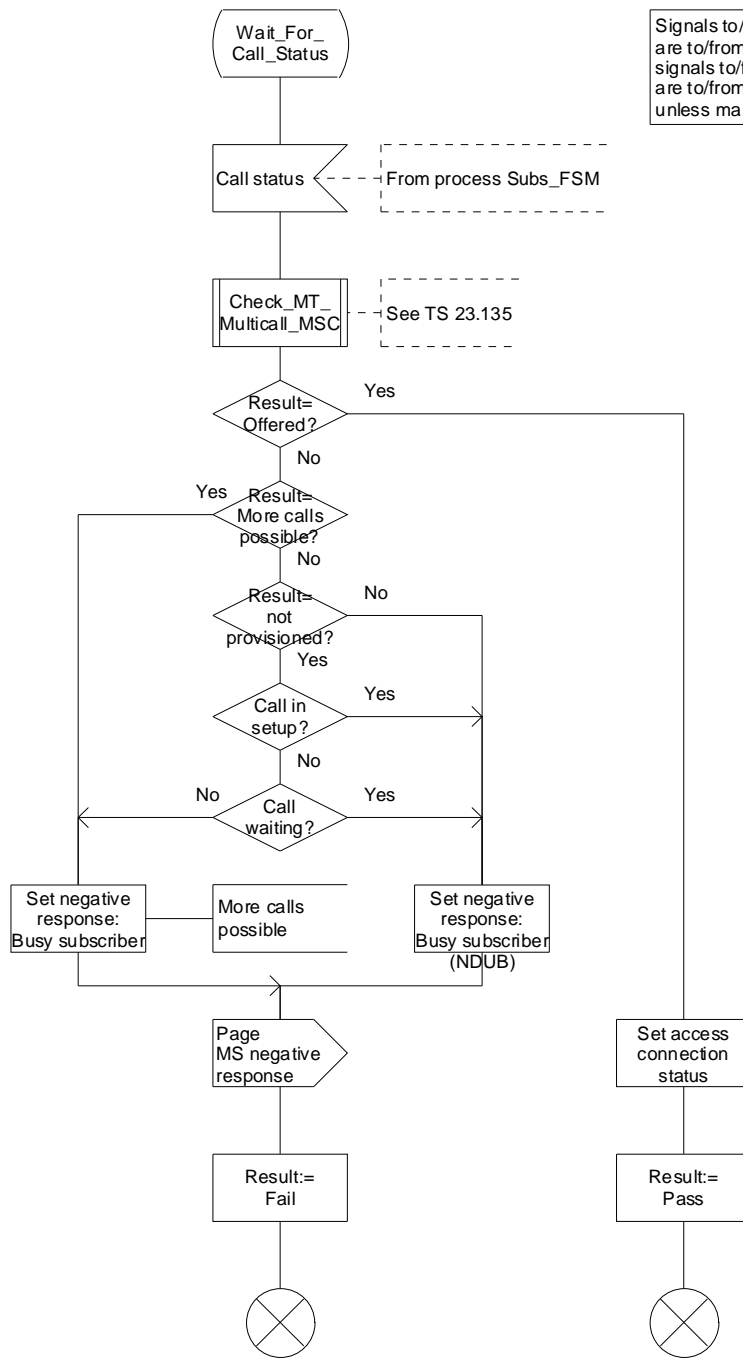 Wait_For_
Call_Status
Signals to/
are to/from
signals to/f
are to/from
unless ma
Call status
From process Subs_FSM
Check_MT_
Multicall_MSC
See TS 23.135
Result=
Offered?
Yes
No
Yes
Result=
More calls
possible?
No
Result=
not
provisioned?
No
Yes
Call in
setup?
Yes
No
No
Call
waiting?
Yes
Set negative
response:
Busy subscriber
More calls
possible
Set negative
response:
Busy subscriber
(NDUB)
Page
MS negative
response
Set access
connection
status
Result:=
Fail
Result:=
Pass